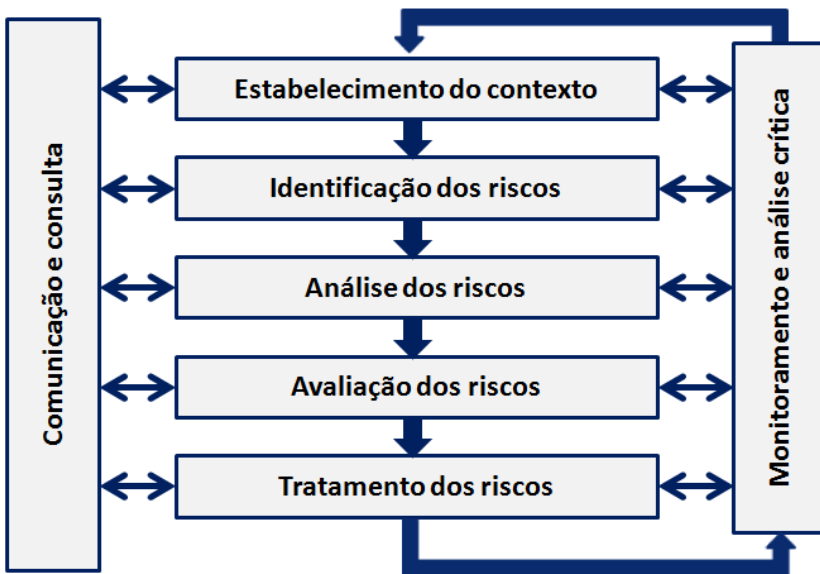 Comunicação e consulta
Estabelecimento do contexto
Identificação dos riscos
Análise dos riscos
Avaliação dos riscos
Tratamento dos riscos
Monitoramento e análise crítica